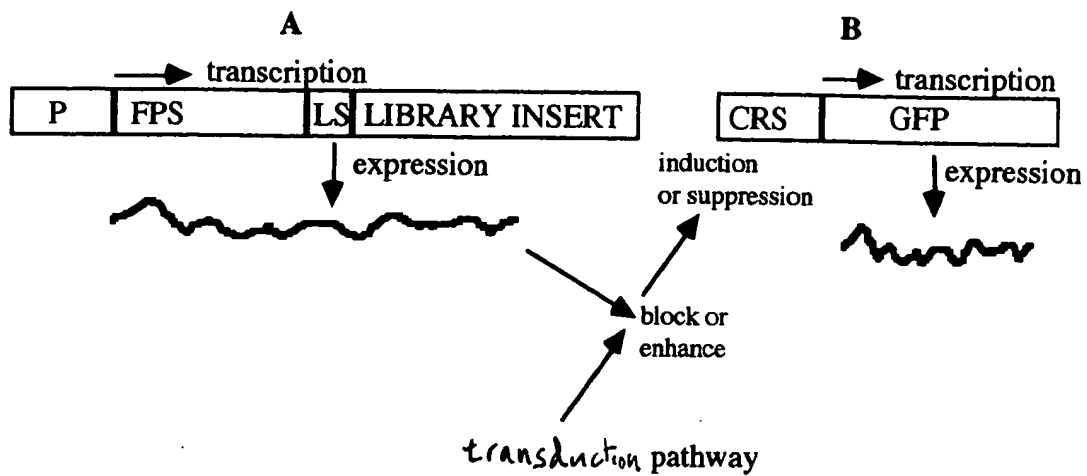 A
transcription
P FPS LS LIBRARY INSERT
expression
B
transcription
CRS GFP
expression
induction
or suppression
block or
enhance
transduction pathway